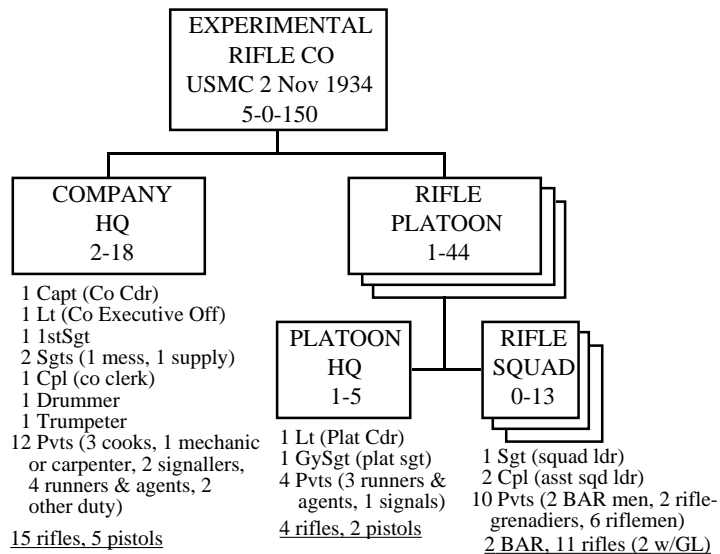 EXPERIMENTAL
RIFLE CO
USMC 2 Nov 1934
5-0-150
COMPANY
HQ
2-18
1 Capt (Co Cdr)
1 Lt (Co Executive Off)
1 1stSgt
2 Sgts (1 mess, 1 supply)
1 Cpl (co clerk)
1 Drummer
1 Trumpeter
12 Pvts (3 cooks, 1 mechanic
or carpenter, 2 signallers,
4 runners & agents, 2
other duty)
15 rifles, 5 pistols
RIFLE
PLATOON
1-44
PLATOON
HQ
1-5
1 Lt (Plat Cdr)
1 GySgt (plat sgt)
4 Pvts (3 runners &
agents, 1 signals)
4 rifles, 2 pistols
RIFLE
SQUAD
0-13
1 Sgt (squad ldr)
2 Cpl (asst sqd ldr)
10 Pvts (2 BAR men, 2 rifle-
grenadiers, 6 riflemen)
2 BAR, 11 rifles (2 w/GL)